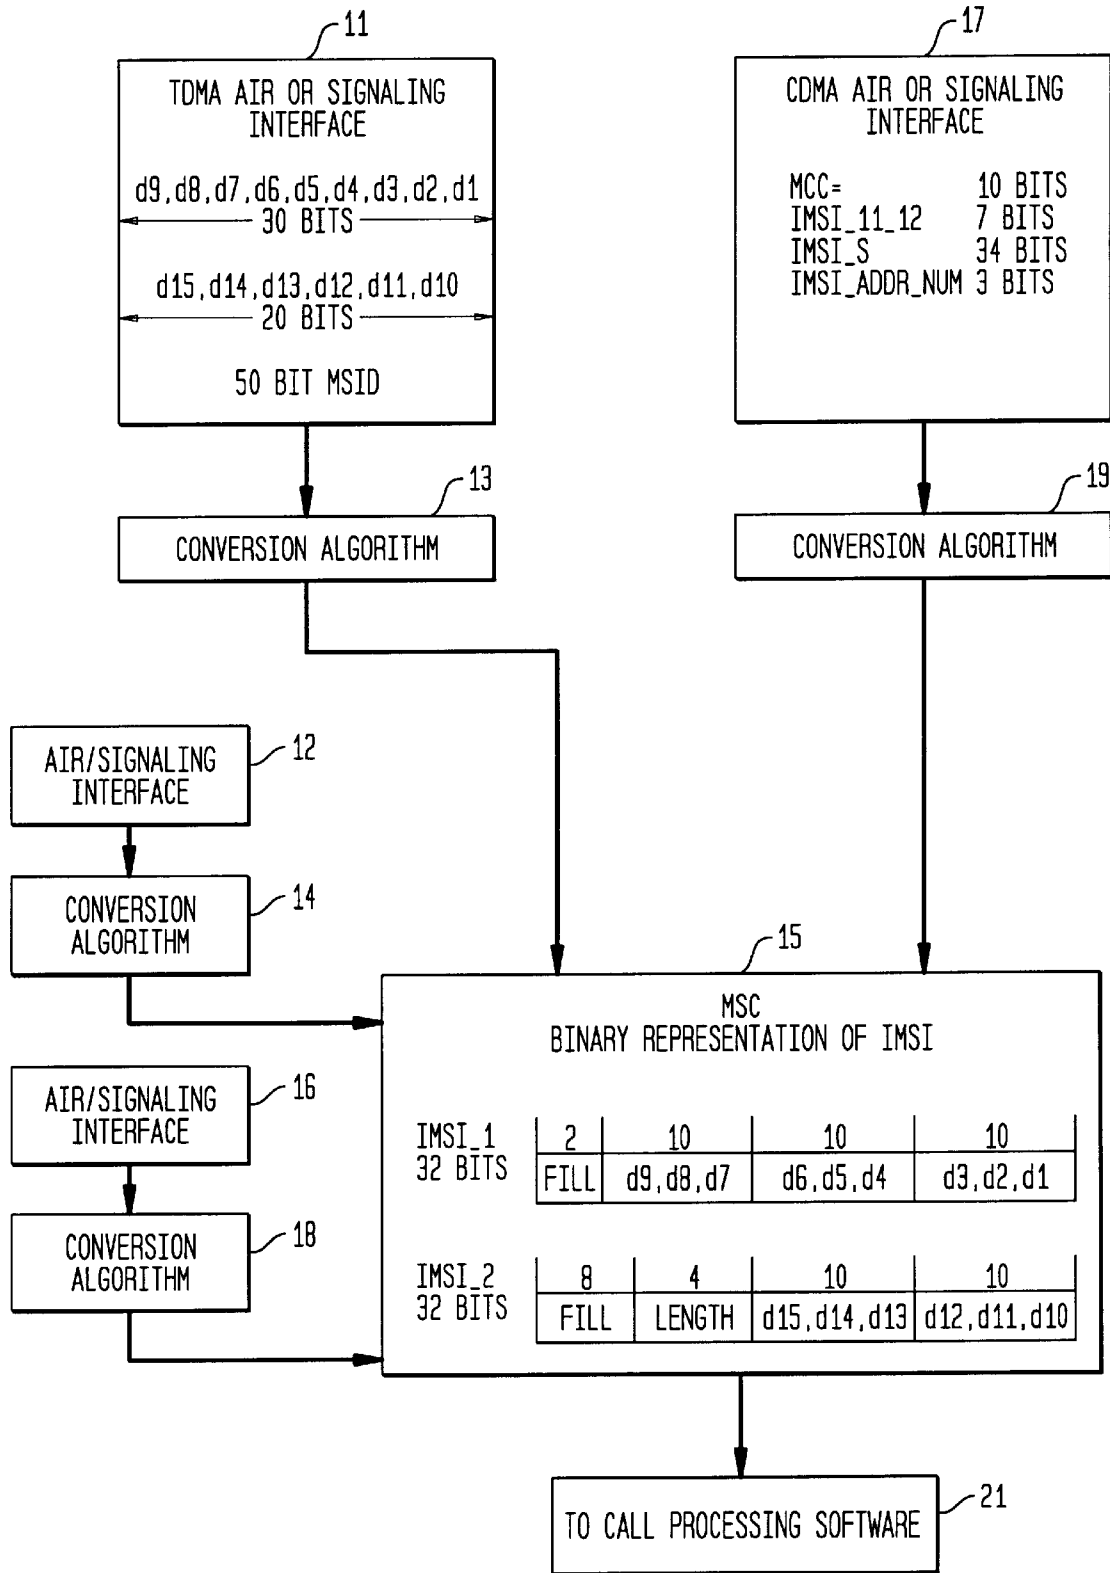 11
TDMA AIR OR SIGNALING
INTERFACE
d9,d8,d7,d6,d5,d4,d3,d2,d1
30 BITS
d15,d14,d13,d12,d11,d10
20 BITS
50 BIT MSID
17
CDMA AIR OR SIGNALING
INTERFACE
MCC= 10 BITS
IMSI_11_12 7 BITS
IMSI_S 34 BITS
IMSI_ADDR_NUM 3 BITS
13
CONVERSION ALGORITHM
19
CONVERSION ALGORITHM
12
AIR/SIGNALING
INTERFACE
14
CONVERSION
ALGORITHM
16
AIR/SIGNALING
INTERFACE
18
CONVERSION
ALGORITHM
15
MSC
BINARY REPRESENTATION OF IMSI
IMSI_1
32 BITS
2 10 10 10
FILL d9,d8,d7 d6,d5,d4 d3,d2,d1
IMSI_2
32 BITS
8 4 10 10
FILL LENGTH d15,d14,d13 d12,d11,d10
21
TO CALL PROCESSING SOFTWARE